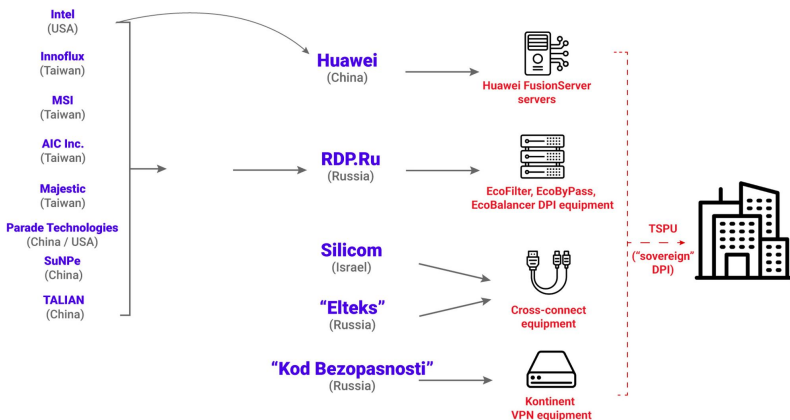 Intel
(USA)
Innoflux
(Taiwan)
MSI
(Taiwan)
AIC Inc.
(Taiwan)
Majestic
(Taiwan)
Parade Technologies
(China / USA)
SuNPe
(China)
TALIAN
(China)
Huawei
(China)
RDP.Ru
(Russia)
Silicom
(Israel)
“Elteks”
(Russia)
“Kod Bezopasnosti”
(Russia)
Huawei FusionServer
servers
EcoFilter, EcoByPass,
EcoBalancer DPI equipment
Cross-connect
equipment
Kontinent
VPN equipment
TSPU
(“sovereign”
DPI)